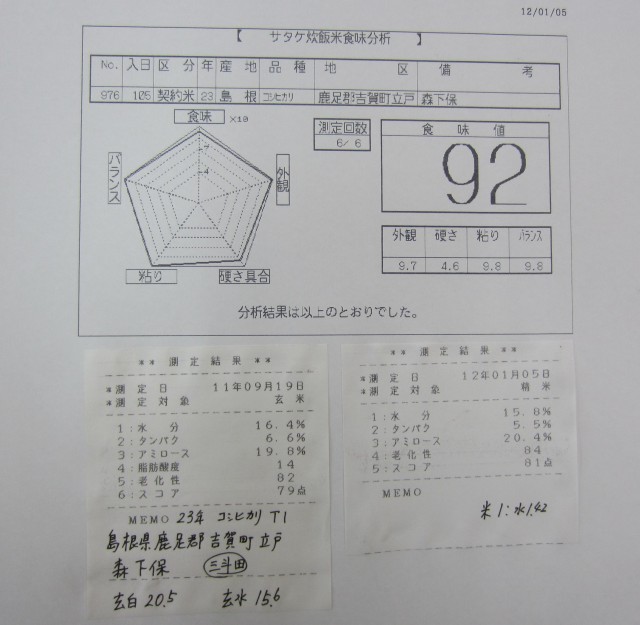 12/01/05
【 サタケ炊飯米食味分析 】
No. 入日 区分 年 産地 品種 地区 備考
976 105 契約米 23 島根 コシヒカリ 鹿足郡吉賀町立戸 森下保
食味 ×10
7
4
バランス
外観
粘り
硬さ具合
測定回数
6/ 6
食味値
92
外観 硬さ 粘り バランス
9.7 4.6 9.8 9.8
分析結果は以上のとおりでした。
** 測定結果 **
*測定日 11年09月19日
*測定対象 玄米
1:水分 16.4%
2:タンパク 6.6%
3:アミロース 19.8%
4:脂肪酸度 14
5:老化性 82
6:スコア 79点
MEMO 23年 コシヒカリ T1
島根県鹿足郡吉賀町立戸
森下保 三斗田
玄白 20.5 玄水 15.6
** 測定結果 **
*測定日 12年01月05日
*測定対象 精米
1:水分 15.8%
2:タンパク 5.5%
3:アミロース 20.4%
4:老化性 84
5:スコア 81点
MEMO
米1:水1.42